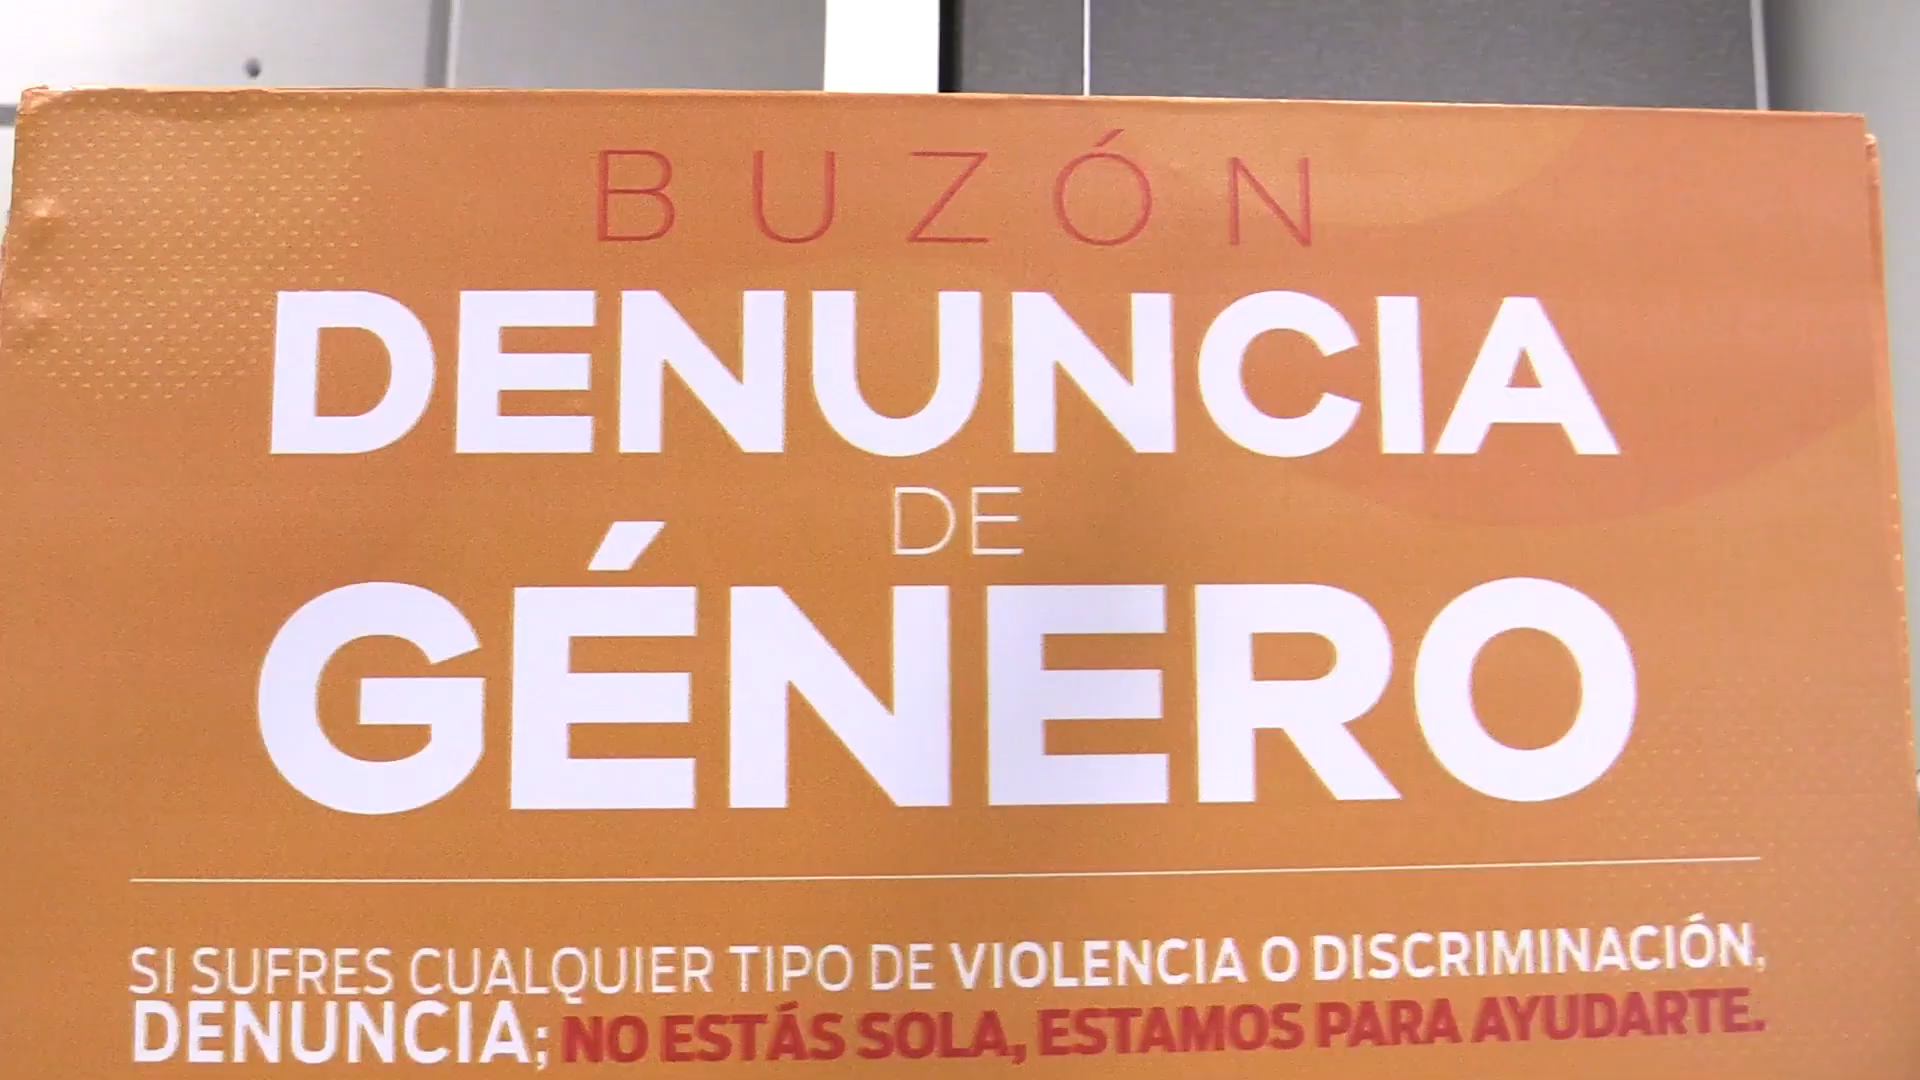 BUZÓN
DENUNCIA
DE
GÉNERO
SI SUFRES CUALQUIER TIPO DE VIOLENCIA O DISCRIMINACIÓN,
DENUNCIA; NO ESTÁS SOLA, ESTAMOS PARA AYUDARTE.